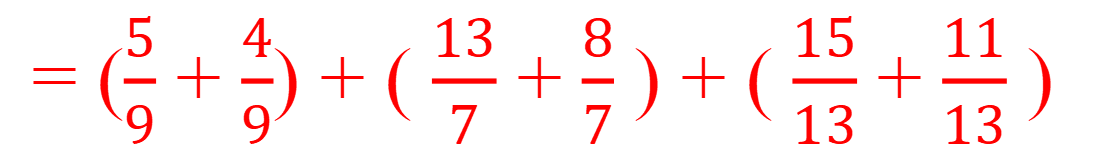 = (5/9 + 4/9) + ( 13/7 + 8/7 ) + ( 15/13 + 11/13 )